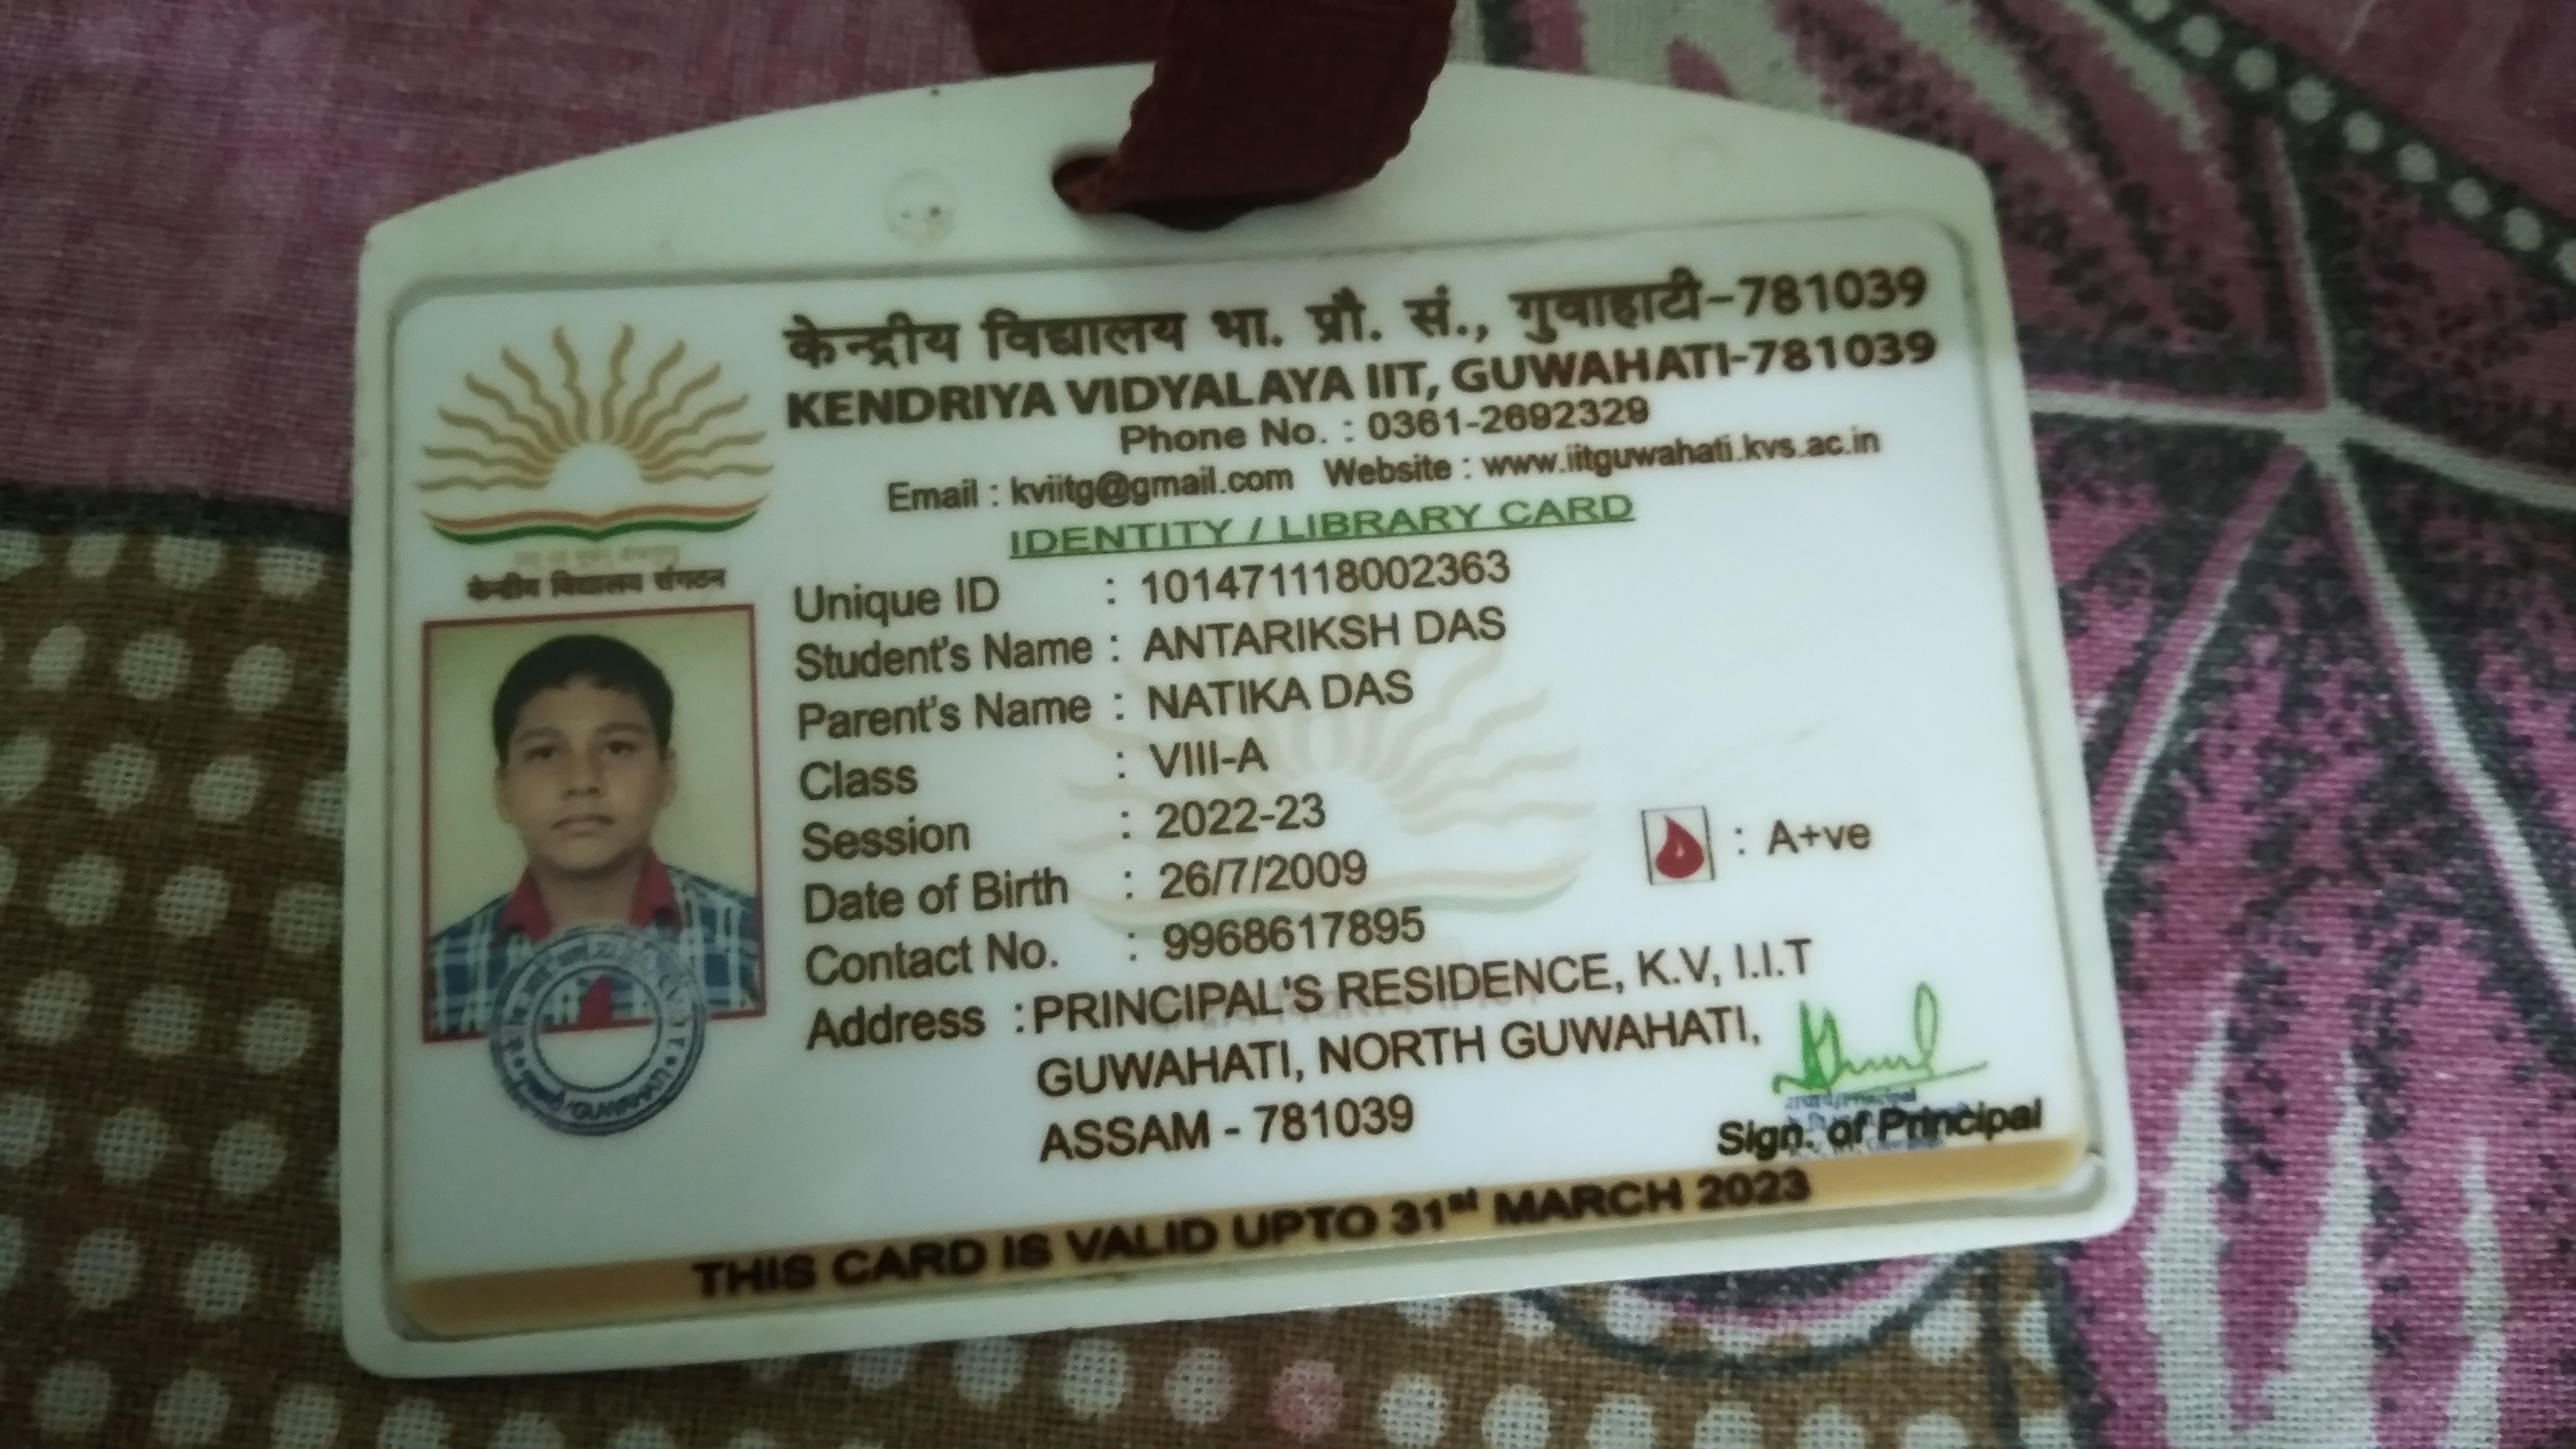 केन्द्रीय विद्यालय भा. प्रौ. सं., गुवाहाटी-781039
KENDRIYA VIDYALAYA IIT, GUWAHATI-781039
Phone No. : 0361-2692329
Email : kviitg@gmail.com Website : www.iitguwahati.kvs.ac.in
केन्द्रीय विद्यालय संगठन
IDENTITY / LIBRARY CARD
Unique ID : 101471118002363
Student's Name : ANTARIKSH DAS
Parent's Name : NATIKA DAS
Class : VIII-A
Session : 2022-23
Date of Birth : 26/7/2009
: A+ve
Contact No. : 9968617895
Address : PRINCIPAL'S RESIDENCE, K.V, I.I.T
GUWAHATI, NORTH GUWAHATI,
ASSAM - 781039
Sign. of Principal
THIS CARD IS VALID UPTO 31st MARCH 2023